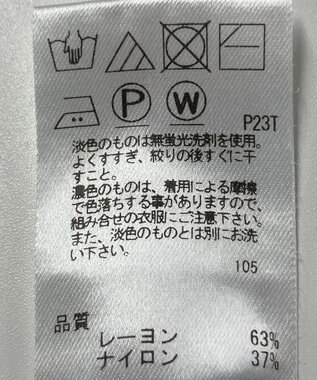 P
W
P23T
淡色のものは無蛍光洗剤を使用。
よくすすぎ、絞りの後すぐに干
すこと。
濃色のものは、着用による摩擦
で色落ちする事がありますので、
組み合せの衣服にご注意下さい。
また、淡色のものとは別にお洗
い下さい。
105
品質
レーヨン 63%
ナイロン 37%